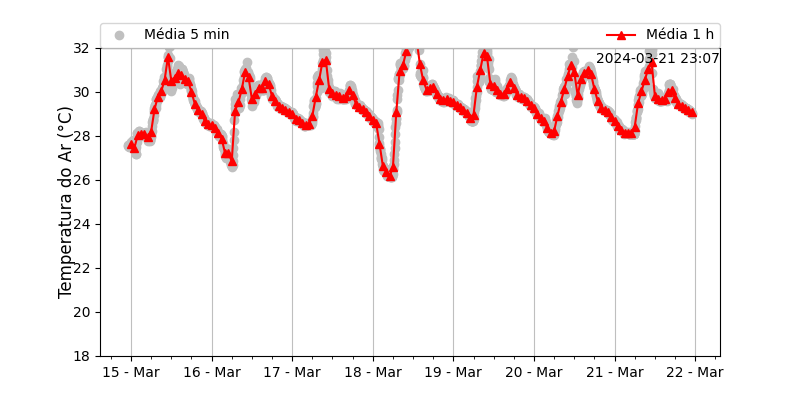 Média 5 min
Média 1 h
2024-03-21 23:07
Temperatura do Ar (°C)
32
30
28
26
24
22
20
18
15 - Mar
16 - Mar
17 - Mar
18 - Mar
19 - Mar
20 - Mar
21 - Mar
22 - Mar